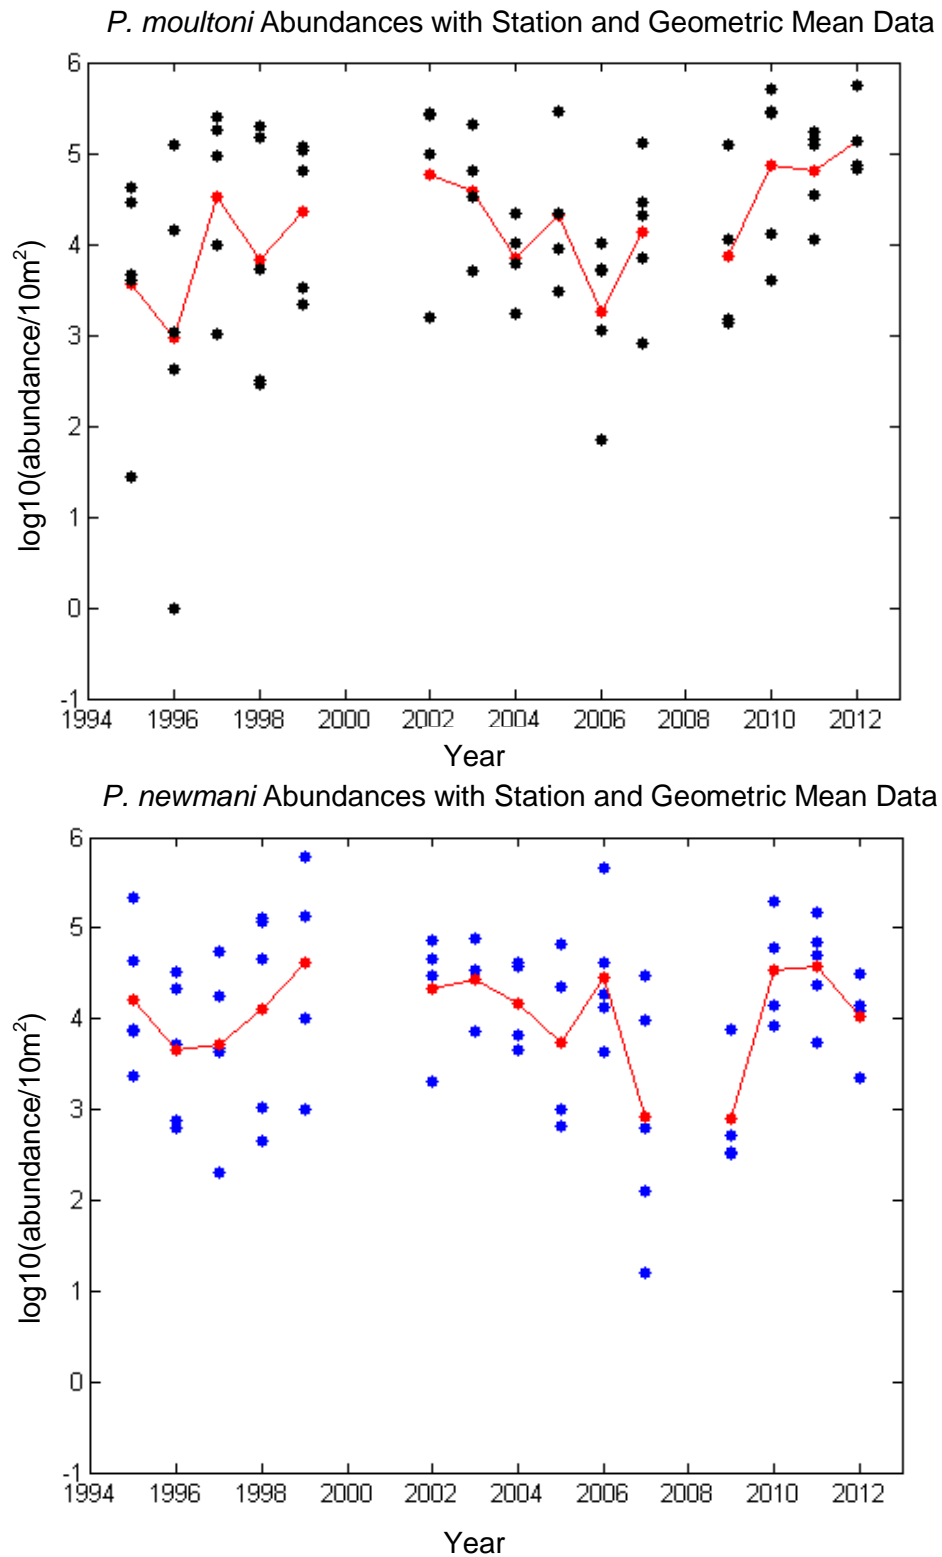 P. moultoni Abundances with Station and Geometric Mean Data
6
5
4
3
2
1
0
-1
log10(abundance/10m²)
1994 1996 1998 2000 2002 2004 2006 2008 2010 2012
Year
P. newmani Abundances with Station and Geometric Mean Data
6
5
4
3
2
1
0
-1
log10(abundance/10m²)
1994 1996 1998 2000 2002 2004 2006 2008 2010 2012
Year